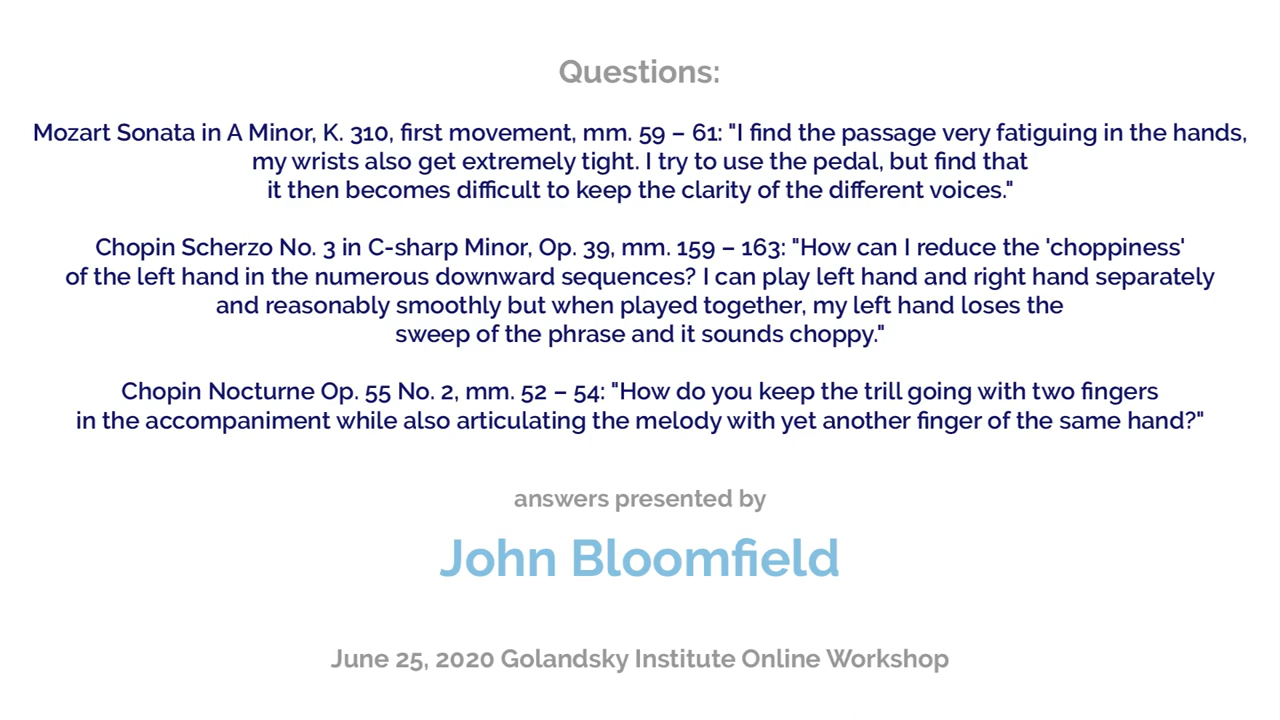 Questions:
Mozart Sonata in A Minor, K. 310, first movement, mm. 59 – 61: "I find the passage very fatiguing in the hands,
my wrists also get extremely tight. I try to use the pedal, but find that
it then becomes difficult to keep the clarity of the different voices."
Chopin Scherzo No. 3 in C-sharp Minor, Op. 39, mm. 159 – 163: "How can I reduce the 'choppiness'
of the left hand in the numerous downward sequences? I can play left hand and right hand separately
and reasonably smoothly but when played together, my left hand loses the
sweep of the phrase and it sounds choppy."
Chopin Nocturne Op. 55 No. 2, mm. 52 – 54: "How do you keep the trill going with two fingers
in the accompaniment while also articulating the melody with yet another finger of the same hand?"
answers presented by
John Bloomfield
June 25, 2020 Golandsky Institute Online Workshop